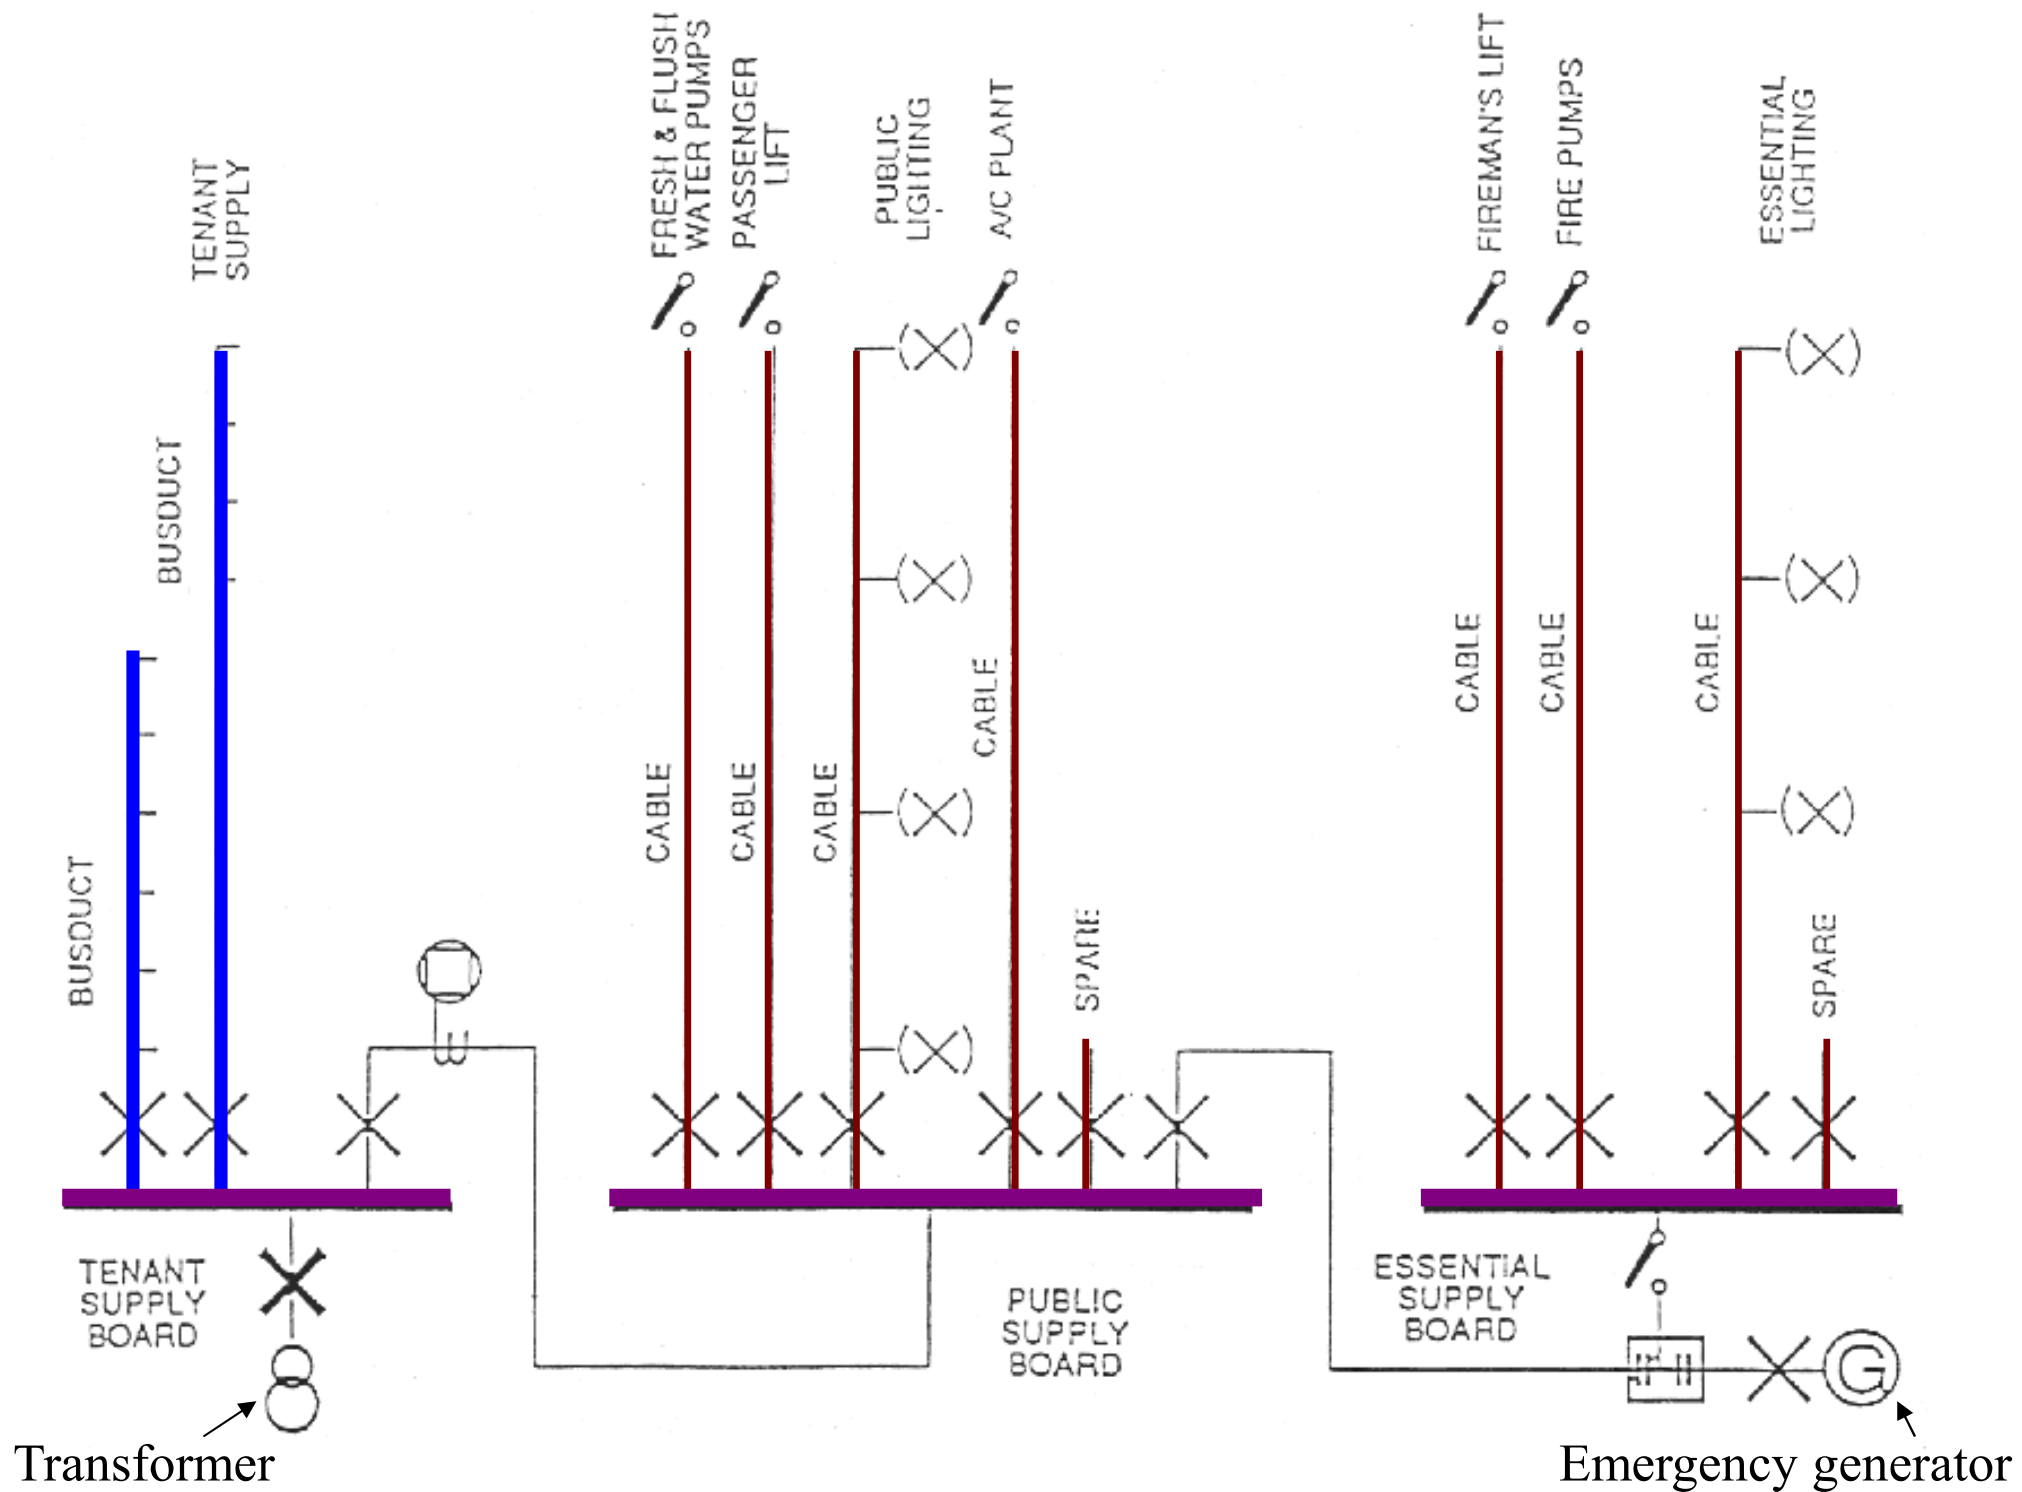 TENANT
SUPPLY
BUSDUCT
BUSDUCT
FRESH & FLUSH
WATER PUMPS
PASSENGER
LIFT
PUBLIC
LIGHTING
A/C PLANT
CABLE
CABLE
CABLE
CABLE
SPARE
FIREMAN'S LIFT
FIRE PUMPS
ESSENTIAL
LIGHTING
CABLE
CABLE
CABLE
SPARE
TENANT
SUPPLY
BOARD
PUBLIC
SUPPLY
BOARD
ESSENTIAL
SUPPLY
BOARD
G
Transformer
Emergency generator